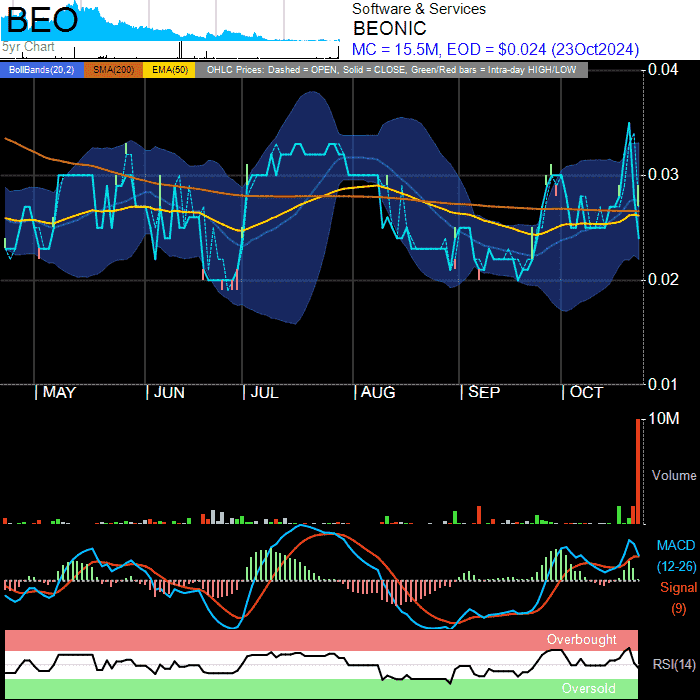 BEO
5yr Chart
Software & Services
BEONIC
MC = 15.5M, EOD = $0.024 (23Oct2024)
BollBands(20,2) SMA(200) EMA(50) OHLC Prices: Dashed = OPEN, Solid = CLOSE, Green/Red bars = Intra-day HIGH/LOW
0.04
0.03
0.02
0.01
MAY JUN JUL AUG SEP OCT
10M
Volume
MACD
(12-26)
Signal
(9)
Overbought
RSI(14)
Oversold